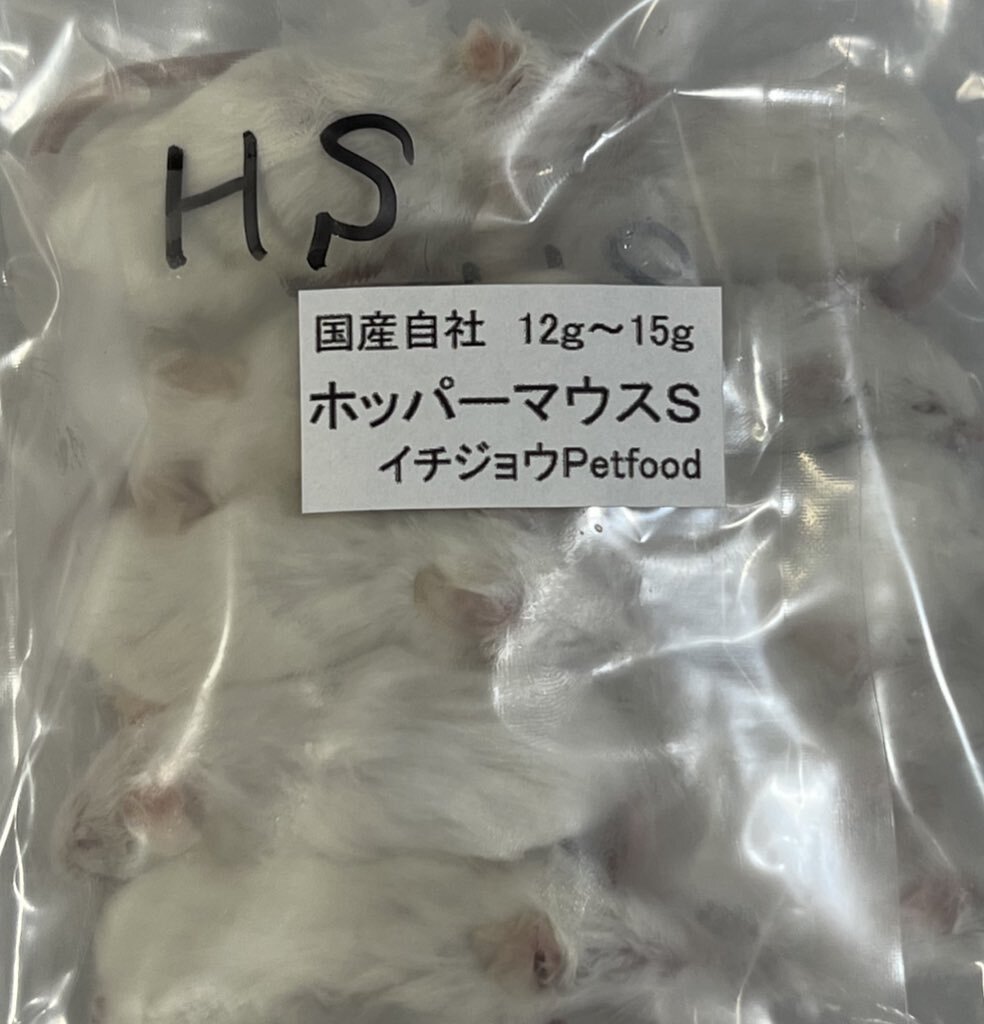 HS
国産自社 12g～15g
ホッパーマウスS
イチジョウPetfood